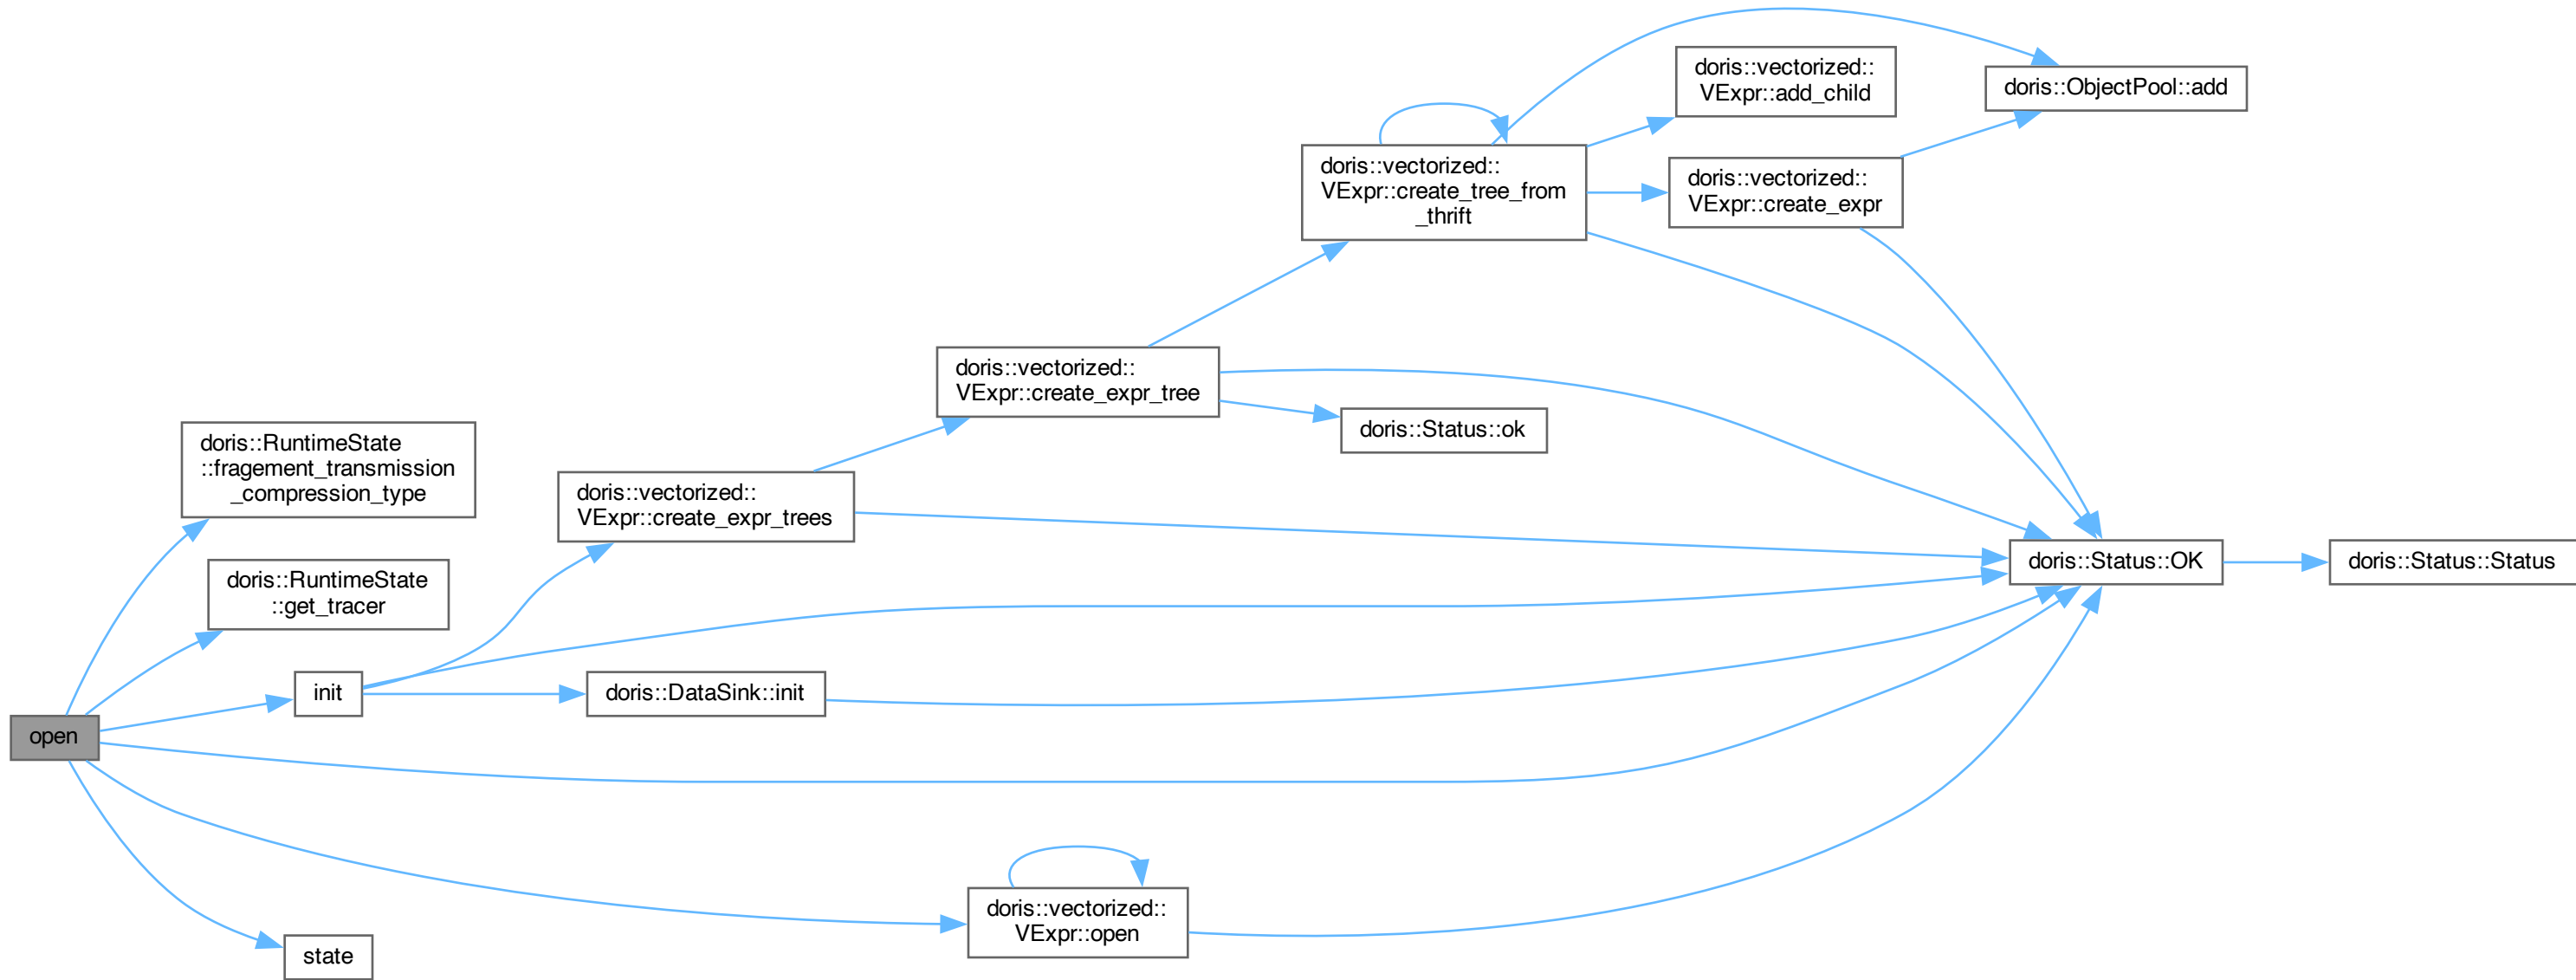 open
doris::RuntimeState
::fragement_transmission
_compression_type
doris::RuntimeState
::get_tracer
init
state
doris::vectorized::
VExpr::create_expr_trees
doris::DataSink::init
doris::vectorized::
VExpr::create_expr_tree
doris::vectorized::
VExpr::open
doris::vectorized::
VExpr::create_tree_from
_thrift
doris::Status::ok
doris::vectorized::
VExpr::add_child
doris::vectorized::
VExpr::create_expr
doris::ObjectPool::add
doris::Status::OK
doris::Status::Status